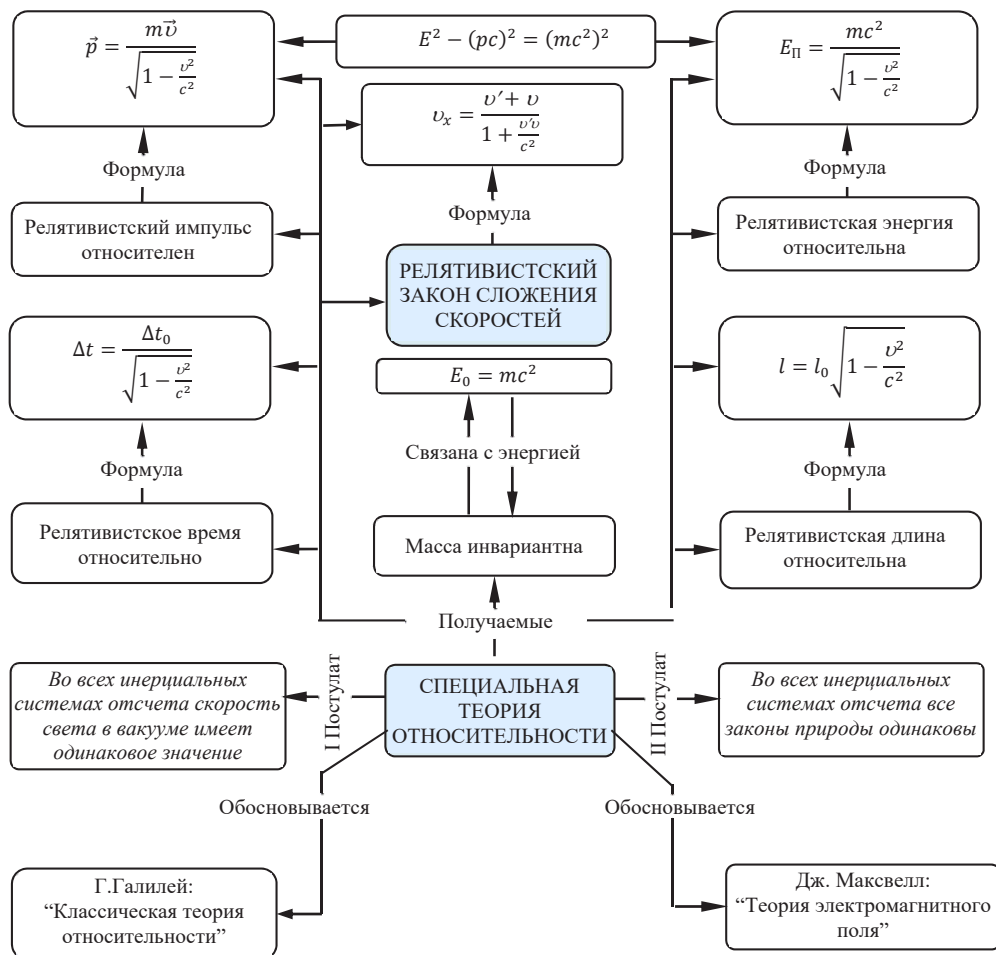 p⃗ = mυ⃗ / √(1 − υ²/c²)
E² − (pc)² = (mc²)²
E_П = mc² / √(1 − υ²/c²)
υₓ = (υ′ + υ) / (1 + υ′υ/c²)
Формула
Формула
Формула
Релятивистский импульс
относителен
Релятивистская энергия
относительна
РЕЛЯТИВИСТСКИЙ
ЗАКОН СЛОЖЕНИЯ
СКОРОСТЕЙ
Δt = Δt₀ / √(1 − υ²/c²)
E₀ = mc²
l = l₀√(1 − υ²/c²)
Связана с энергией
Формула
Формула
Релятивистское время
относительно
Масса инвариантна
Релятивистская длина
относительна
Получаемые
Во всех инерциальных
системах отсчета скорость
света в вакууме имеет
одинаковое значение
I Постулат
СПЕЦИАЛЬНАЯ
ТЕОРИЯ
ОТНОСИТЕЛЬНОСТИ
II Постулат
Во всех инерциальных
системах отсчета все
законы природы одинаковы
Обосновывается
Обосновывается
Г.Галилей:
“Классическая теория
относительности”
Дж. Максвелл:
“Теория электромагнитного
поля”